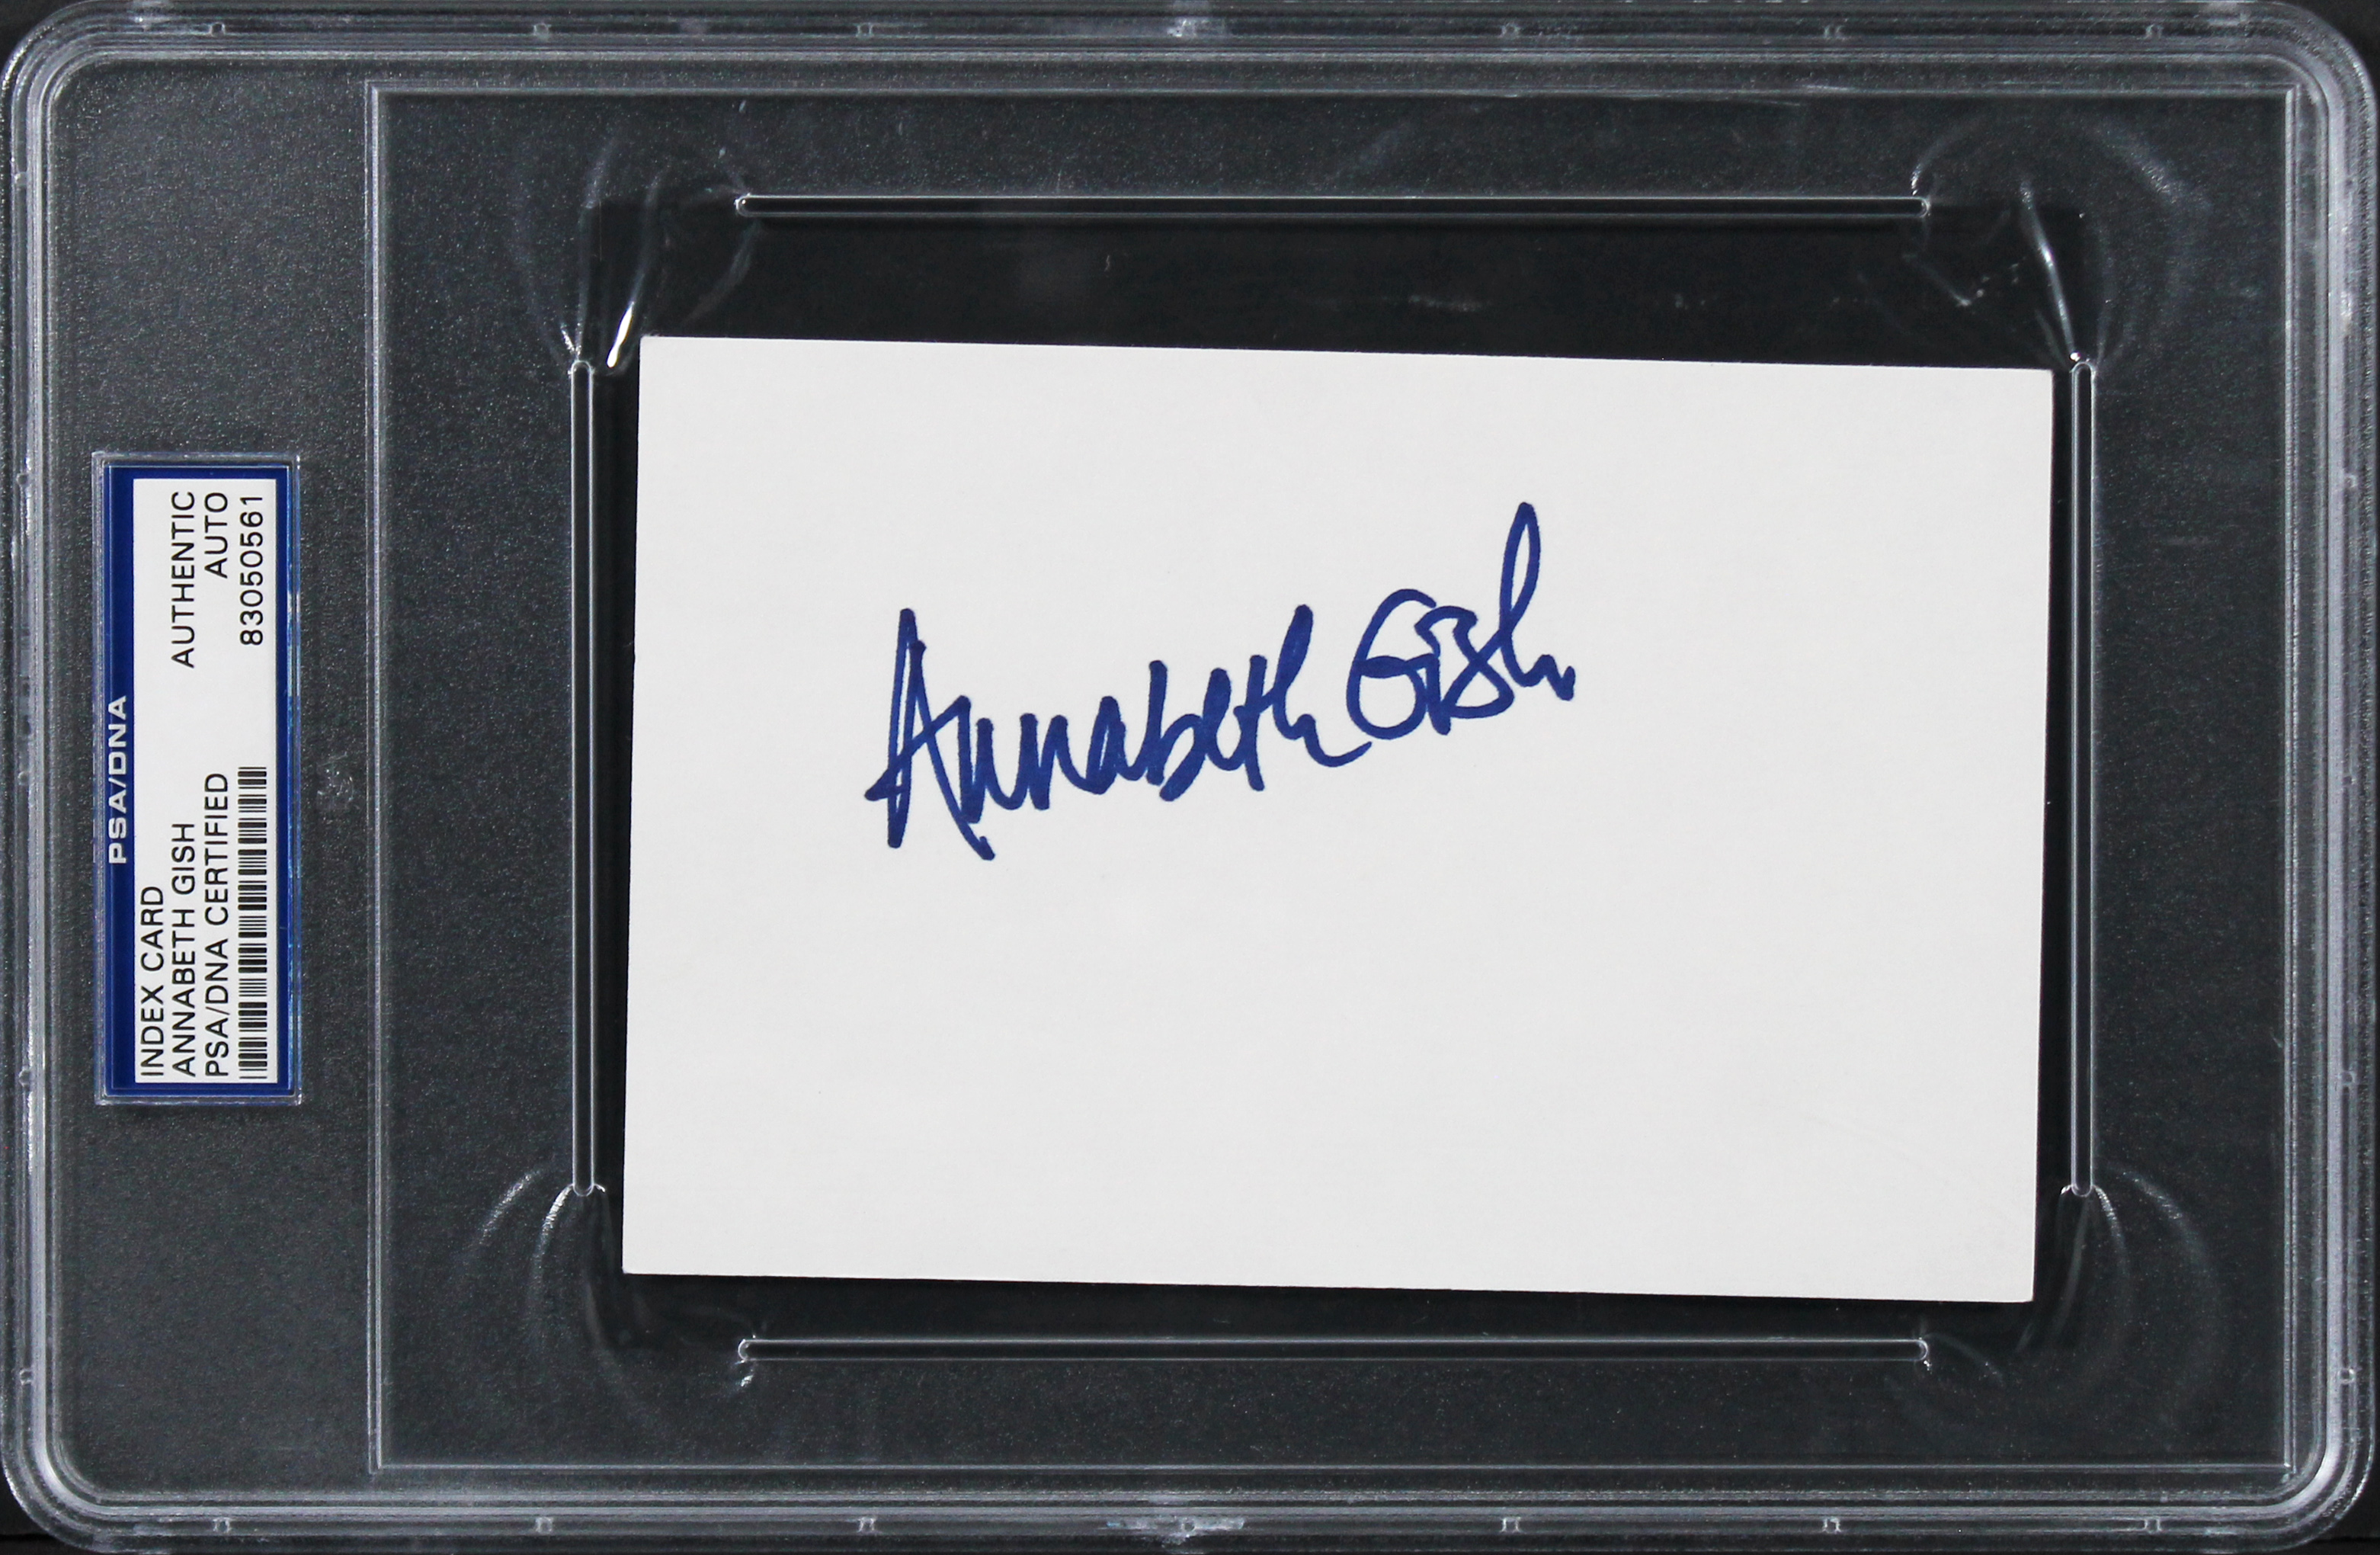 PSA/DNA
INDEX CARD AUTHENTIC
ANNABETH GISH AUTO
PSA/DNA CERTIFIED 83050561
Annabeth Gish